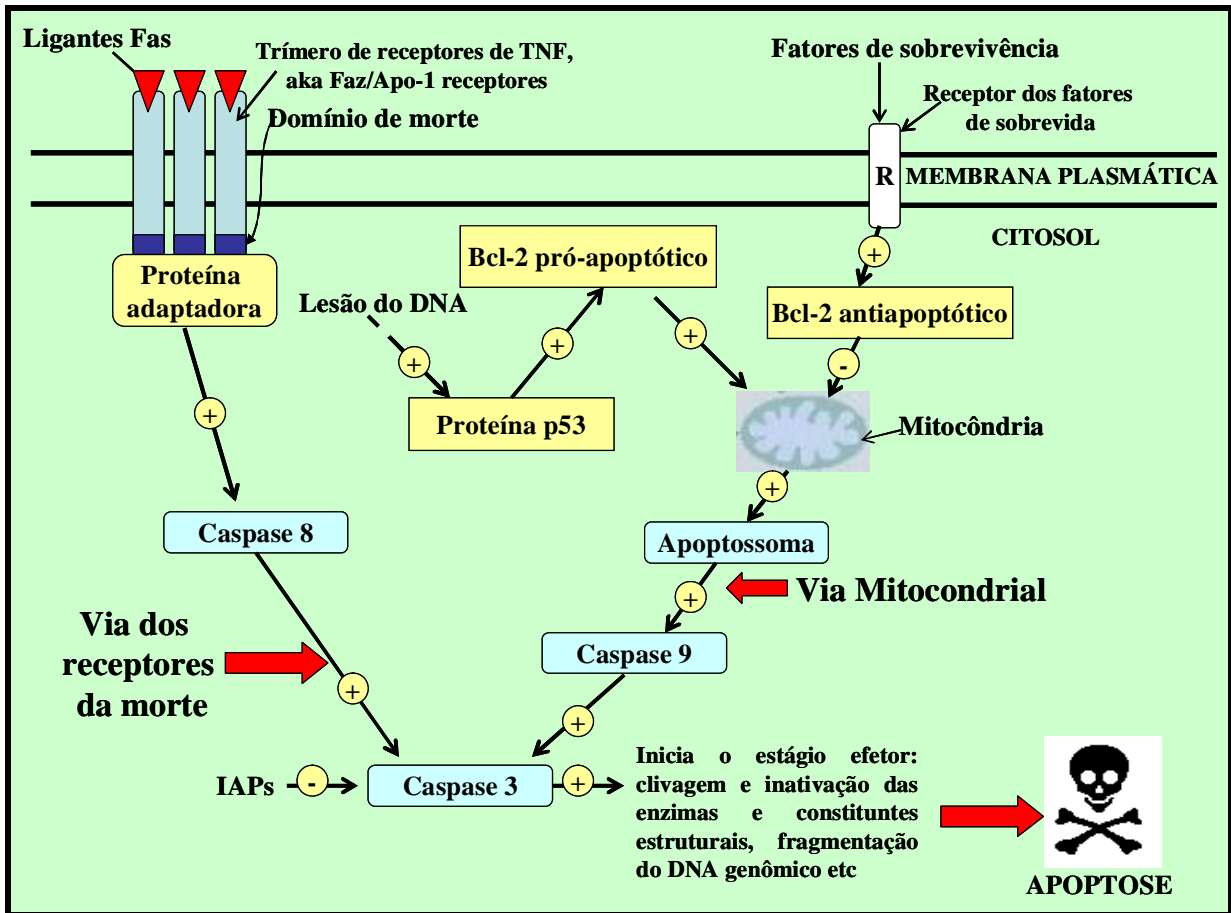 Ligantes Fas
Trímero de receptores de TNF,
aka Faz/Apo-1 receptores
Domínio de morte
Fatores de sobrevivência
Receptor dos fatores
de sobrevida
R
MEMBRANA PLASMÁTICA
CITOSOL
Proteína
adaptadora
Bcl-2 pró-apoptótico
+
Lesão do DNA
Bcl-2 antiapoptótico
+
+
+
-
Proteína p53
+
Mitocôndria
+
Caspase 8
Apoptossoma
+
Via Mitocondrial
Via dos
receptores
da morte
Caspase 9
+
+
IAPs
-
Caspase 3
+
Inicia o estágio efetor:
clivagem e inativação das
enzimas e constituntes
estruturais, fragmentação
do DNA genômico etc
APOPTOSE